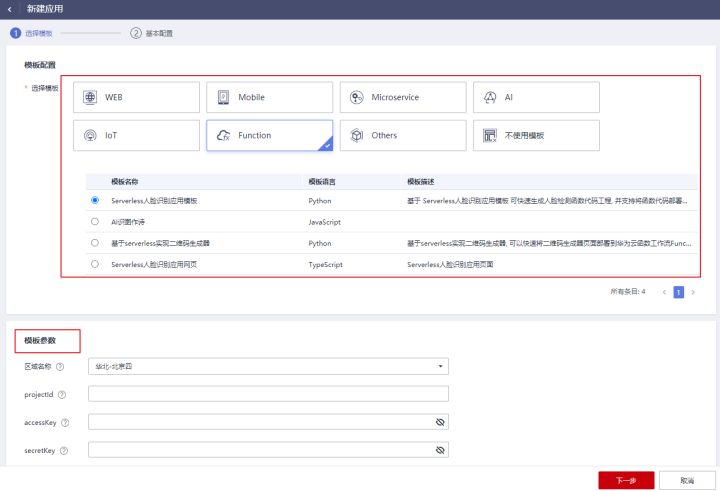 新建应用
1 选择模板 2 基本配置
模板配置
* 选择模板
WEB Mobile Microservice AI
IoT Function Others 不使用模板
模板名称 模板语言 模板描述
Serverless人脸识别应用模板 Python 基于 Serverless人脸识别应用模板 可快速生成人脸检测函数代码工程, 并支持将函数代码部署...
AI识图作诗 JavaScript
基于serverless实现二维码生成器 Python 基于serverless实现二维码生成器, 可以快速将二维码生成器页面部署到华为云函数工作流Func...
Serverless人脸识别应用网页 TypeScript Serverless人脸识别应用页面
所有条目: 4 < 1 >
模板参数
区域名称 ? 华北-北京四
projectId ?
accessKey ?
secretKey ?
下一步 取消